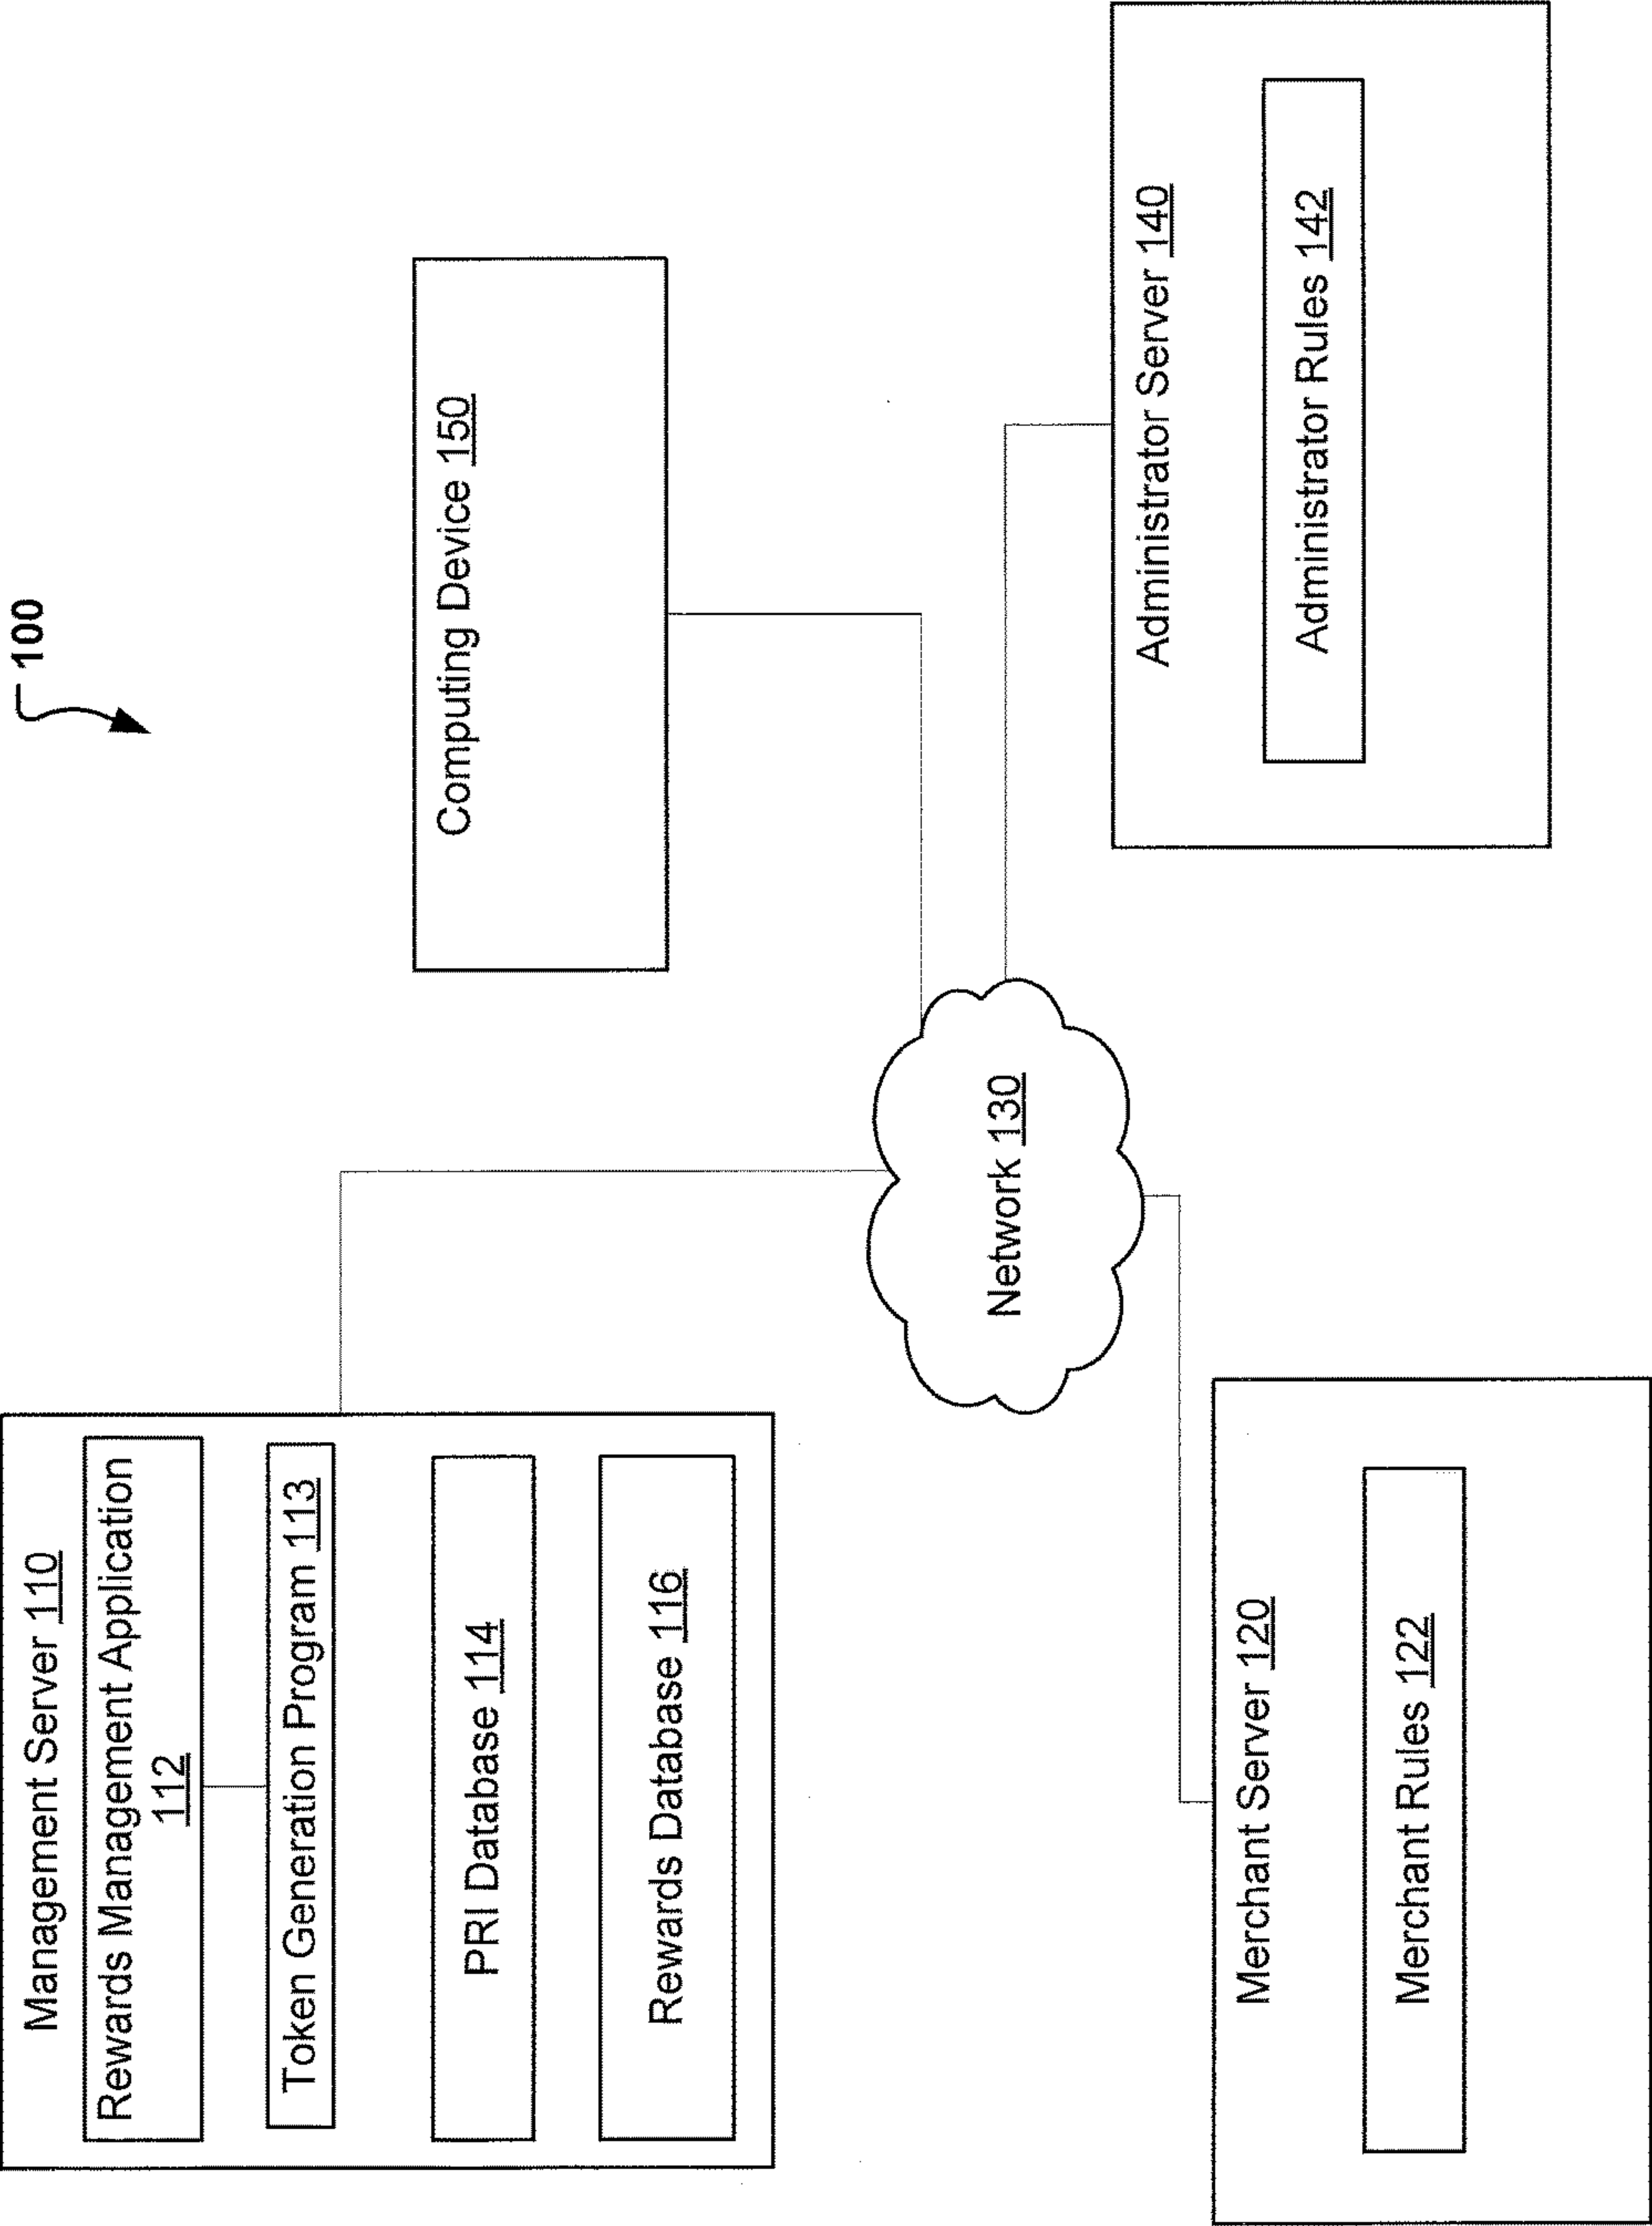 100
Management Server 110
Rewards Management Application
112
Token Generation Program 113
PRI Database 114
Rewards Database 116
Computing Device 150
Network 130
Merchant Server 120
Merchant Rules 122
Administrator Server 140
Administrator Rules 142